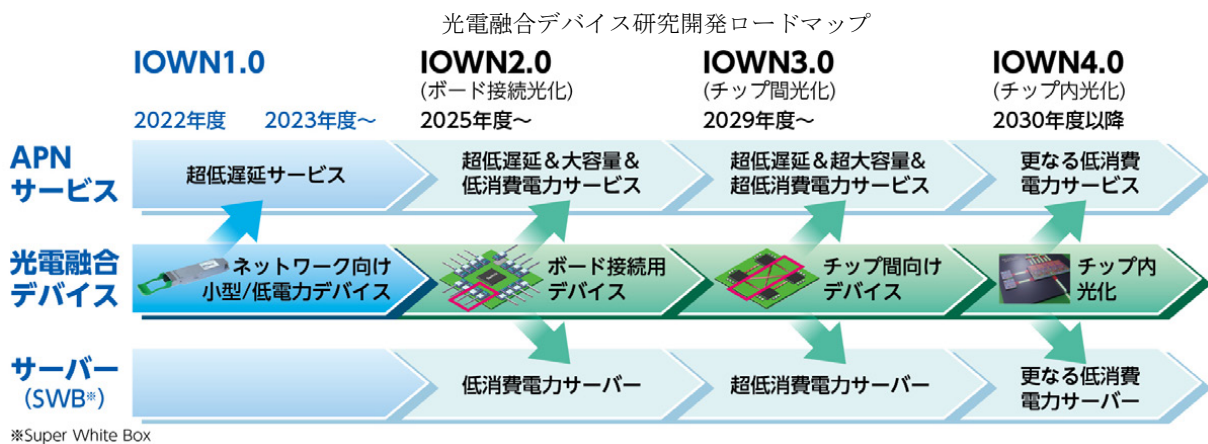 光電融合デバイス研究開発ロードマップ
IOWN1.0
IOWN2.0
(ボード接続光化)
IOWN3.0
(チップ間光化)
IOWN4.0
(チップ内光化)
2022年度
2023年度～
2025年度～
2029年度～
2030年度以降
APN
サービス
超低遅延サービス
超低遅延＆大容量＆
低消費電力サービス
超低遅延＆超大容量＆
超低消費電力サービス
更なる低消費
電力サービス
光電融合
デバイス
ネットワーク向け
小型/低電力デバイス
ボード接続用
デバイス
チップ間向け
デバイス
チップ内
光化
サーバー
(SWB※)
低消費電力サーバー
超低消費電力サーバー
更なる低消費
電力サーバー
※Super White Box